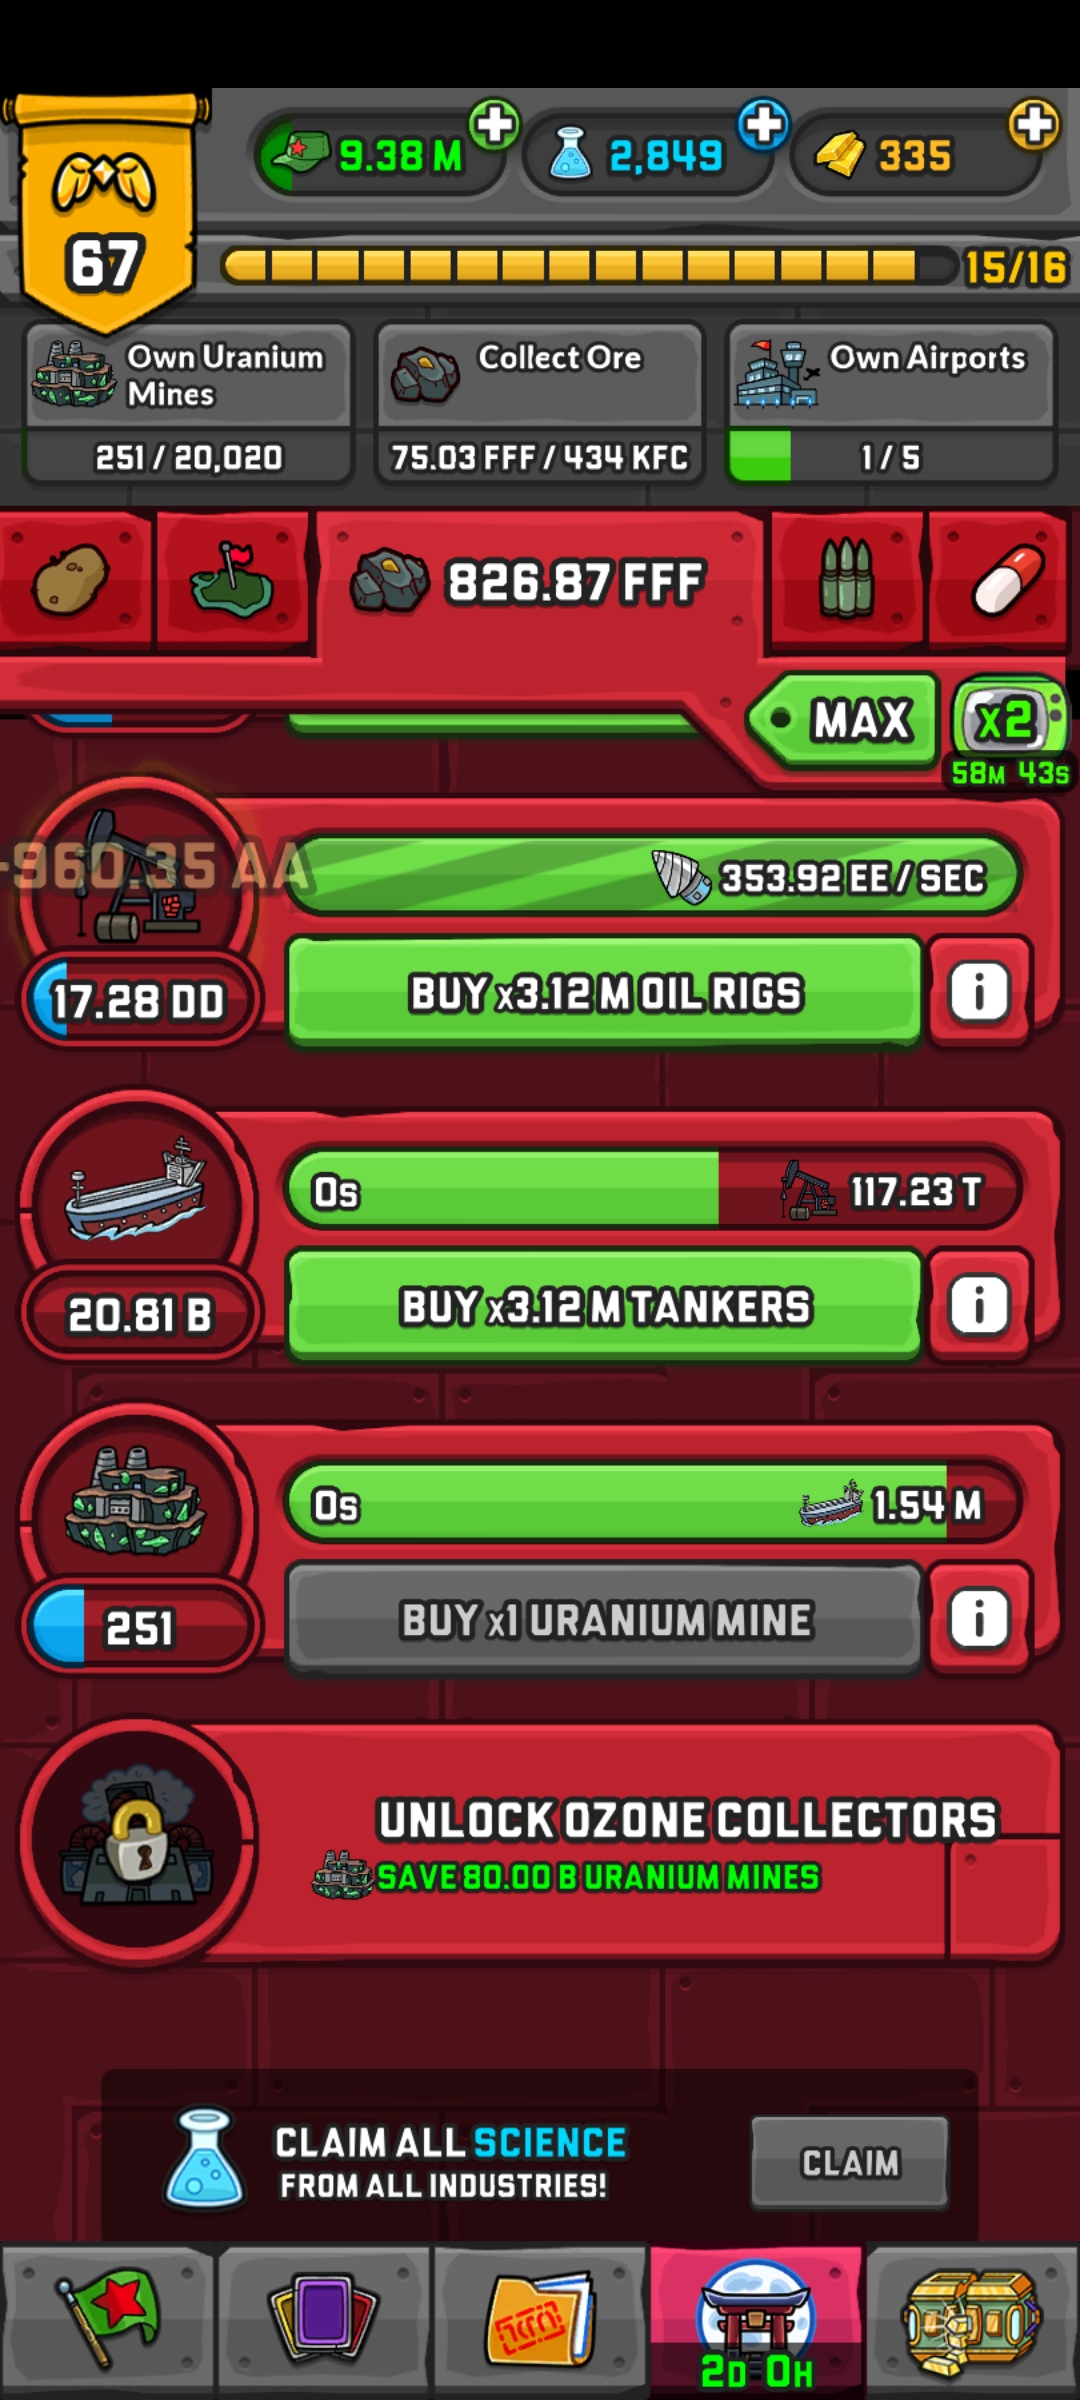 9.38 M
2,849
335
67
15/16
Own Uranium
Mines
251 / 20,020
Collect Ore
75.03 FFF / 434 KFC
Own Airports
1 / 5
826.87 FFF
MAX
x2
58M 43S
-960.35 AA
353.92 EE / SEC
17.28 DD
BUY x3.12 M OIL RIGS
i
0s
117.23 T
20.81 B
BUY x3.12 M TANKERS
i
0s
1.54 M
251
BUY x1 URANIUM MINE
i
UNLOCK OZONE COLLECTORS
SAVE 80.00 B URANIUM MINES
CLAIM ALL SCIENCE
FROM ALL INDUSTRIES!
CLAIM
2D 0H